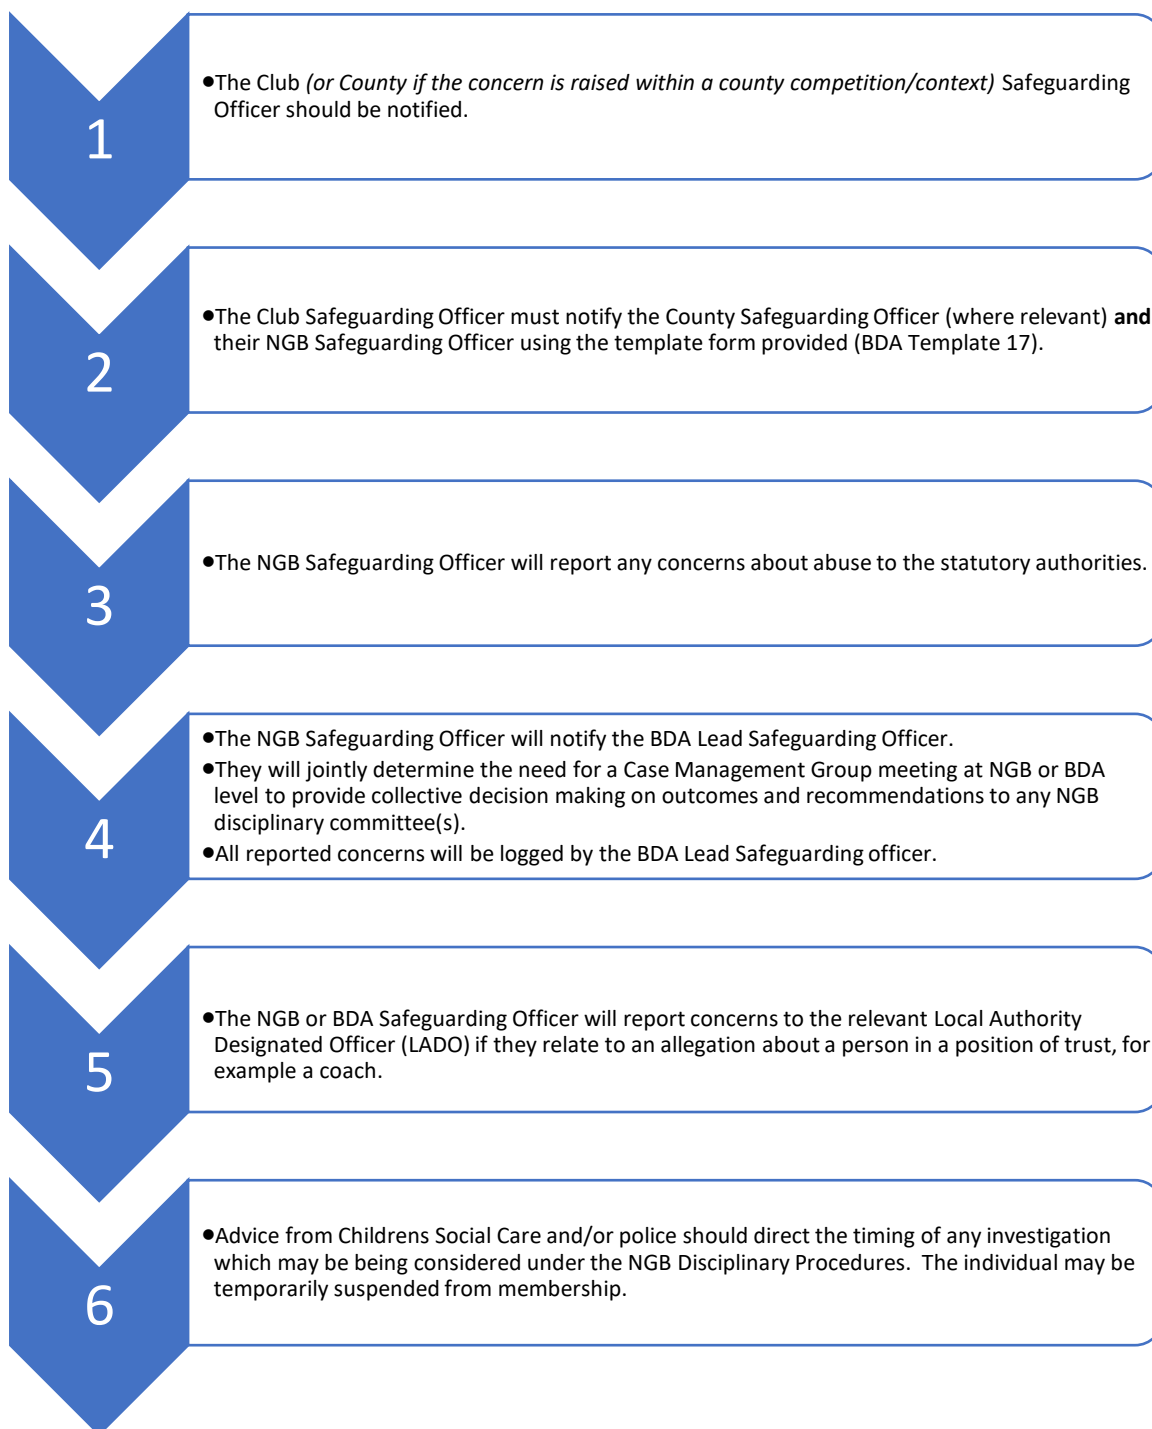 1
•The Club (or County if the concern is raised within a county competition/context) Safeguarding
Officer should be notified.
2
•The Club Safeguarding Officer must notify the County Safeguarding Officer (where relevant) and
their NGB Safeguarding Officer using the template form provided (BDA Template 17).
3
•The NGB Safeguarding Officer will report any concerns about abuse to the statutory authorities.
4
•The NGB Safeguarding Officer will notify the BDA Lead Safeguarding Officer.
•They will jointly determine the need for a Case Management Group meeting at NGB or BDA
level to provide collective decision making on outcomes and recommendations to any NGB
disciplinary committee(s).
•All reported concerns will be logged by the BDA Lead Safeguarding officer.
5
•The NGB or BDA Safeguarding Officer will report concerns to the relevant Local Authority
Designated Officer (LADO) if they relate to an allegation about a person in a position of trust, for
example a coach.
6
•Advice from Childrens Social Care and/or police should direct the timing of any investigation
which may be being considered under the NGB Disciplinary Procedures.  The individual may be
temporarily suspended from membership.